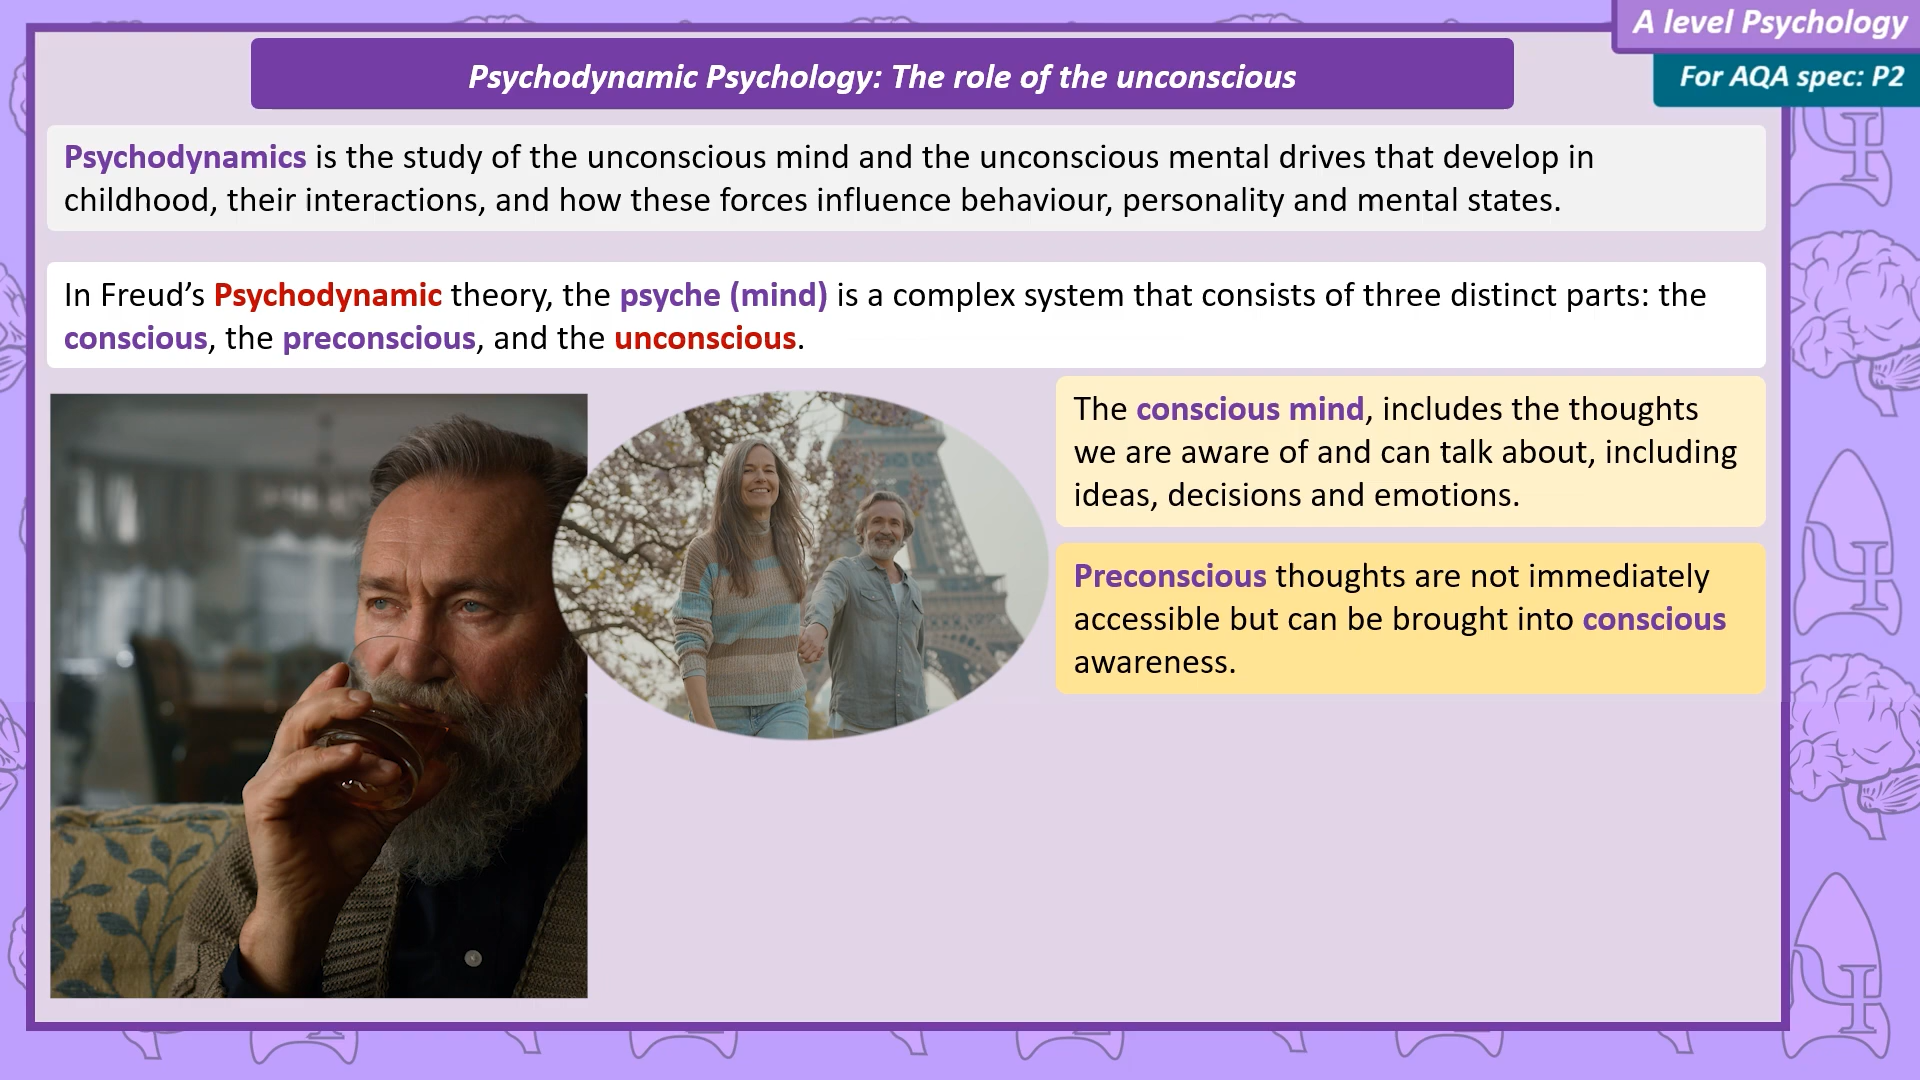 A level Psychology
For AQA spec: P2
Psychodynamic Psychology: The role of the unconscious
Psychodynamics is the study of the unconscious mind and the unconscious mental drives that develop in
childhood, their interactions, and how these forces influence behaviour, personality and mental states.
In Freud’s Psychodynamic theory, the psyche (mind) is a complex system that consists of three distinct parts: the
conscious, the preconscious, and the unconscious.
The conscious mind, includes the thoughts
we are aware of and can talk about, including
ideas, decisions and emotions.
Preconscious thoughts are not immediately
accessible but can be brought into conscious
awareness.